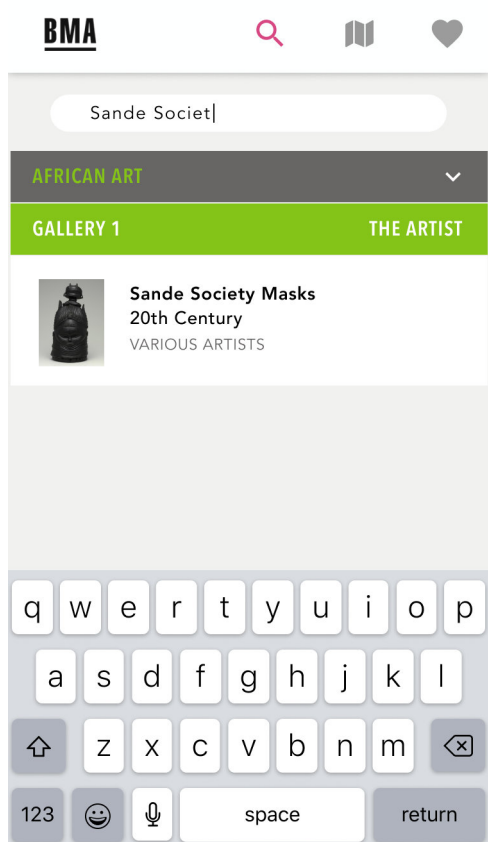 BMA
Sande Societ
AFRICAN ART
GALLERY 1 THE ARTIST
Sande Society Masks
20th Century
VARIOUS ARTISTS
q w e r t y u i o p
a s d f g h j k l
z x c v b n m
123 space return